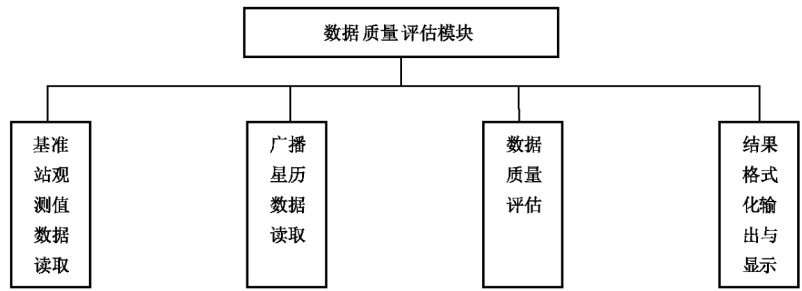 数据质量评估模块
基准
站观
测值
数据
读取
广播
星历
数据
读取
数据
质量
评估
结果
格式
化输
出与
显示